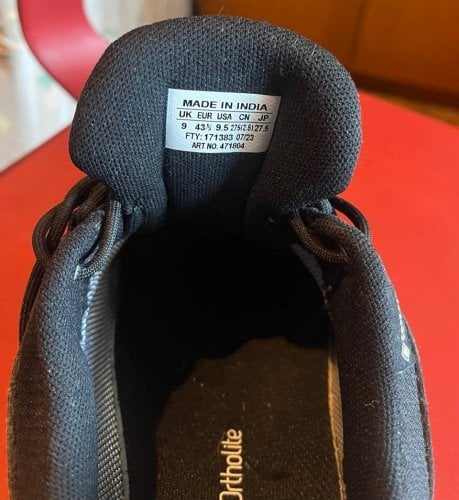 MADE IN INDIA
UK EUR USA CN JP
9 43⅓ 9.5 275(2.5) 27.5
FTY: 171383 07/23
ART NO. 471804
Ortholite